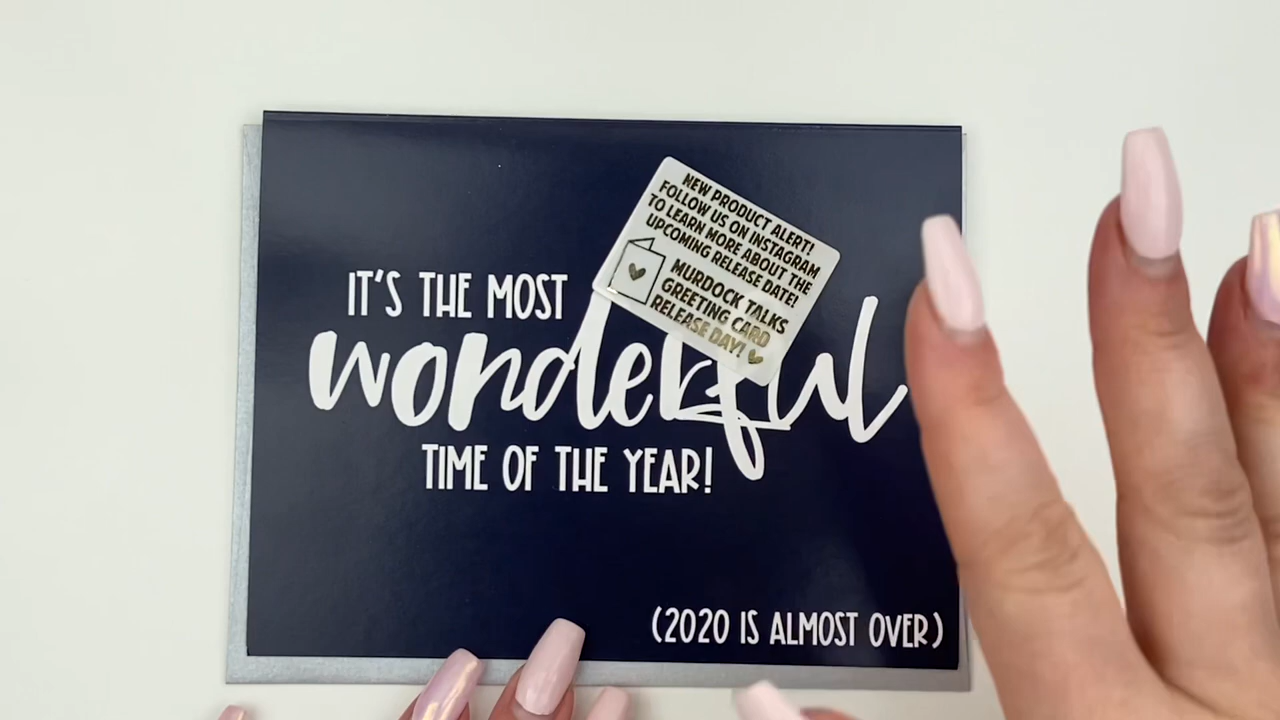 NEW PRODUCT ALERT!
FOLLOW US ON INSTAGRAM
TO LEARN MORE ABOUT THE
UPCOMING RELEASE DATE!
MURDOCK TALKS
GREETING CARD
RELEASE DAY!
IT'S THE MOST
wonderful
TIME OF THE YEAR!
(2020 IS ALMOST OVER)